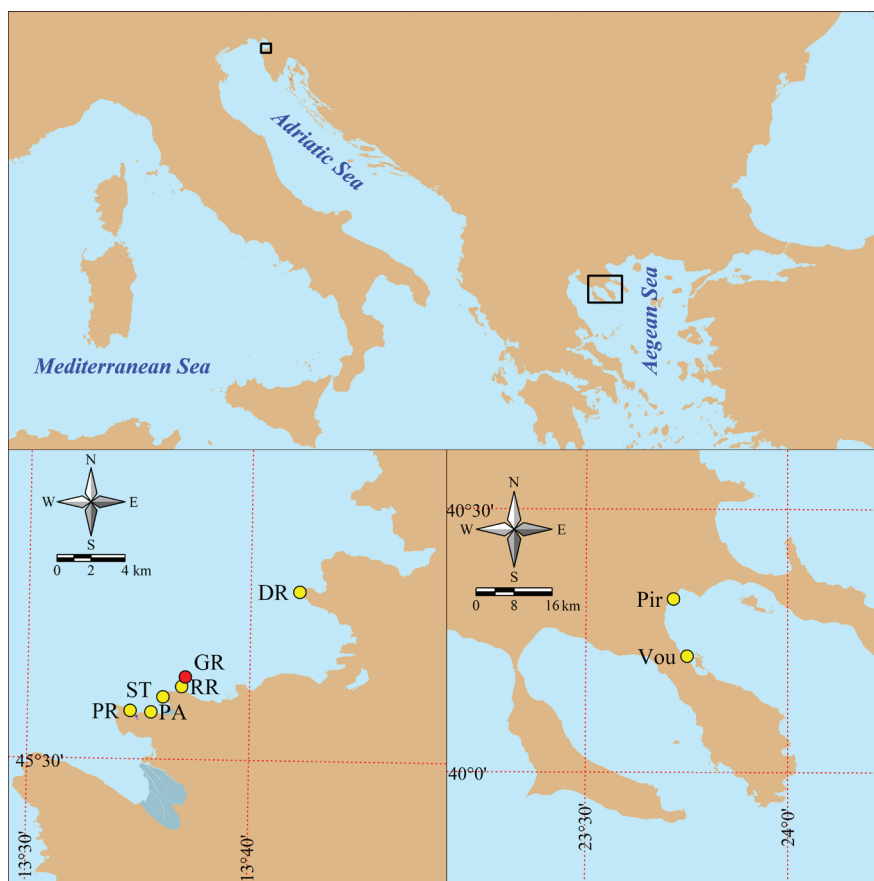 Adriatic Sea
Aegean Sea
Mediterranean Sea
N
W E
S
0 2 4 km
DR
GR
RR
ST
PR
PA
45°30'
13°30'
13°40'
40°30'
N
W E
S
0 8 16 km
Pir
Vou
40°0'
23°30'
24°0'